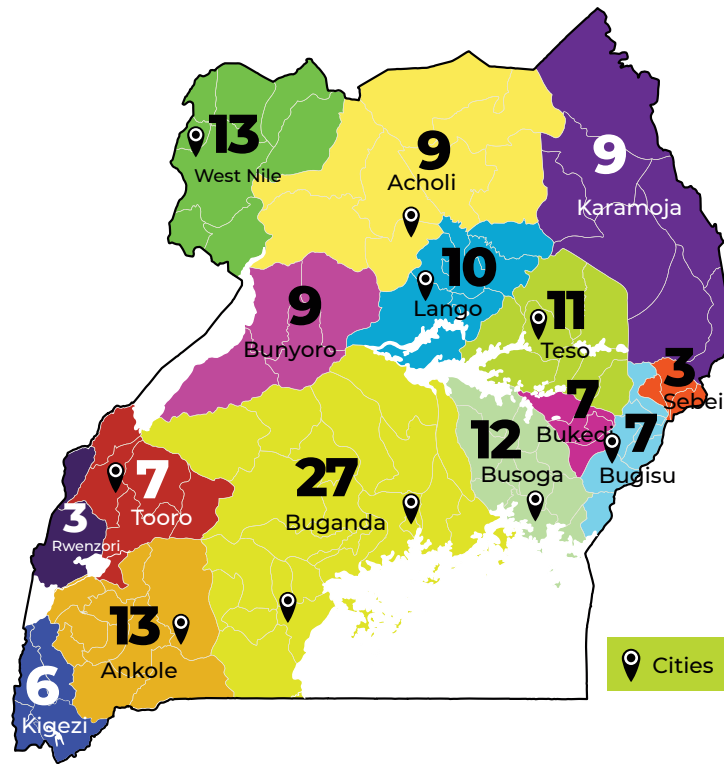 13
West Nile
9
Acholi
9
Karamoja
10
Lango
9
Bunyoro
11
Teso
3
Sebei
7
Bukedi
7
Bugisu
12
Busoga
27
Buganda
7
Tooro
3
Rwenzori
13
Ankole
6
Kigezi
Cities